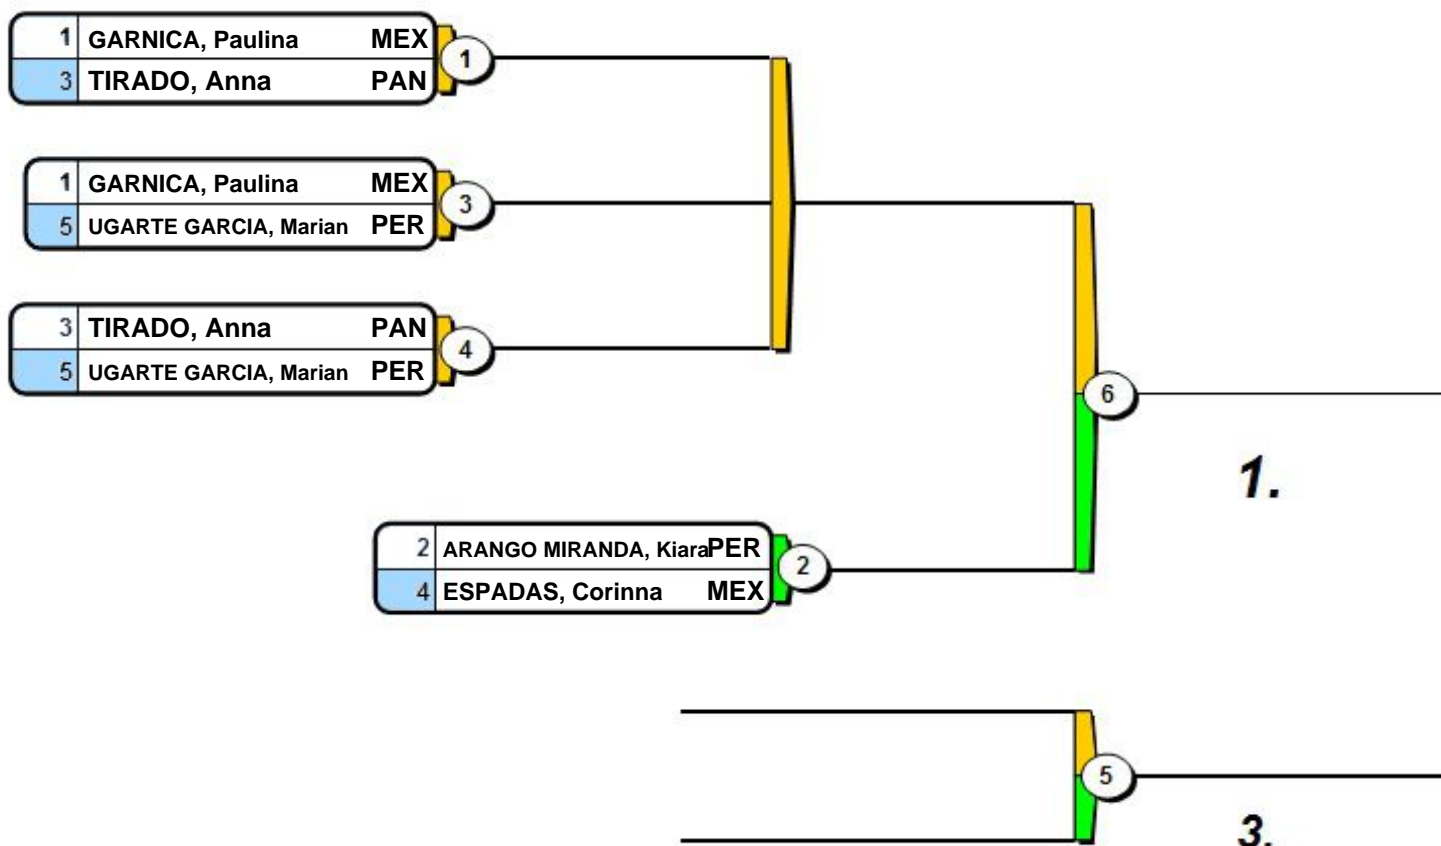 1 GARNICA, Paulina MEX
1
3 TIRADO, Anna PAN
1 GARNICA, Paulina MEX
3
5 UGARTE GARCIA, Marian PER
3 TIRADO, Anna PAN
4
5 UGARTE GARCIA, Marian PER
6
1.
2 ARANGO MIRANDA, Kiara PER
2
4 ESPADAS, Corinna MEX
5
3.